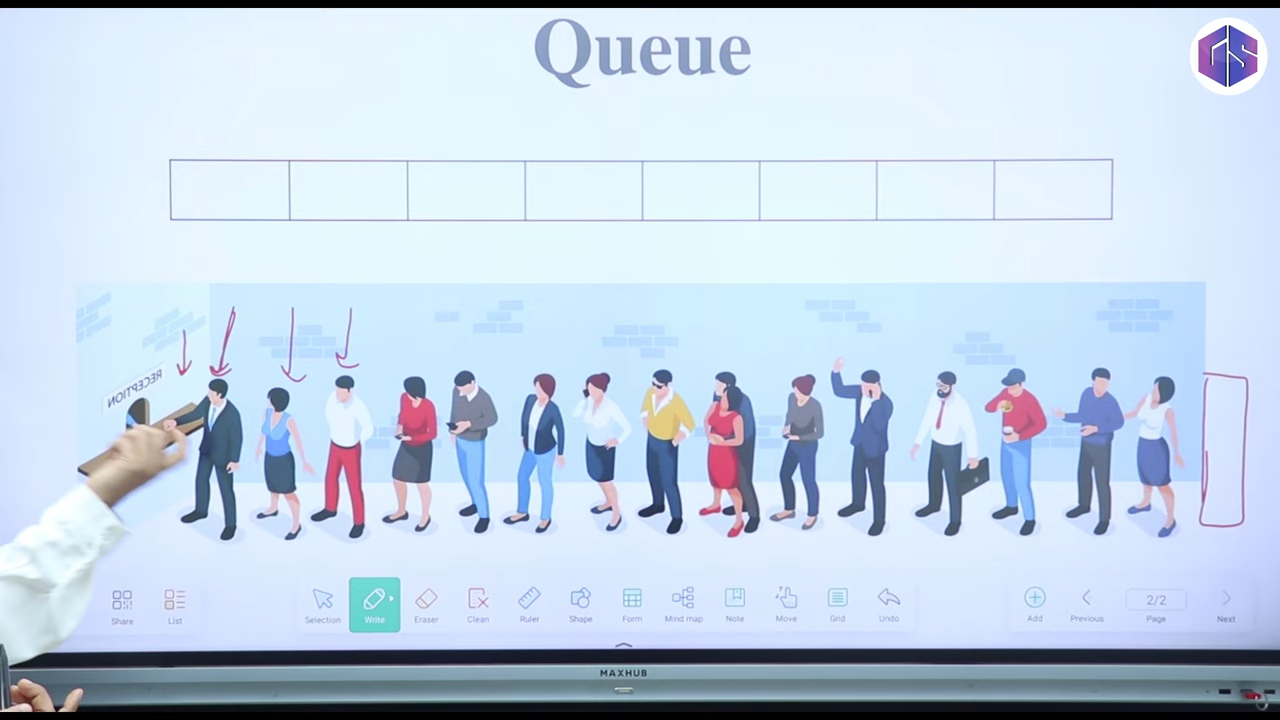 Queue
RECEPTION
Share
List
Selection
Write
Eraser
Clean
Ruler
Shape
Form
Mind map
Note
Move
Grid
Undo
Add
Previous
2/2
Page
Next
MAXHUB